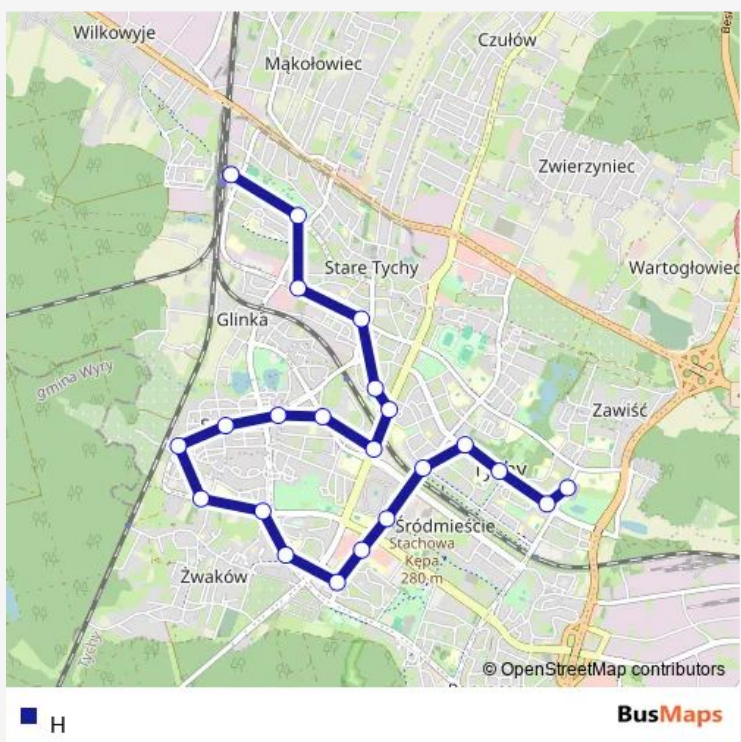 Wilkowyje
Mąkołowiec
Czułów
Zwierzyniec
Stare Tychy
Wartogłowiec
Glinka
gmina Wyry
Zawiść
Śródmieście
Stachowa
Kępa
280 m
Żwaków
Tychy
© OpenStreetMap contributors
H
BusMaps